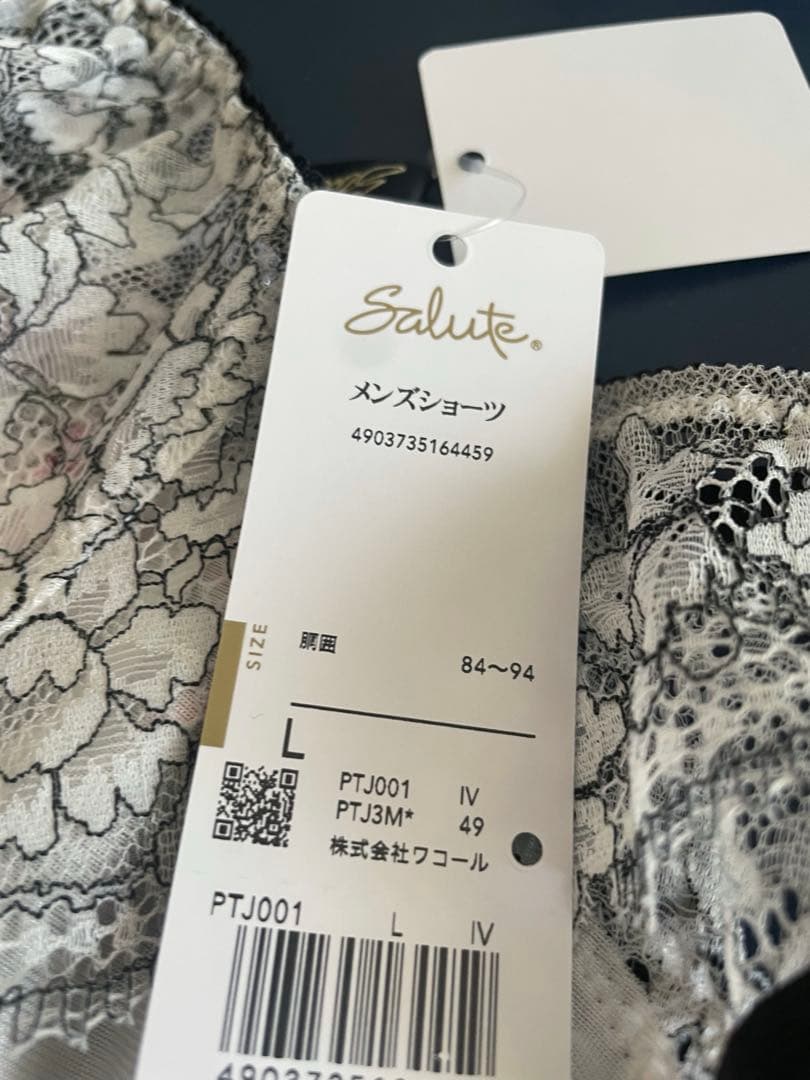 Salute®
メンズショーツ
4903735164459
SIZE
胴囲
84〜94
L
PTJ001 IV
PTJ3M* 49
株式会社ワコール
PTJ001 L IV